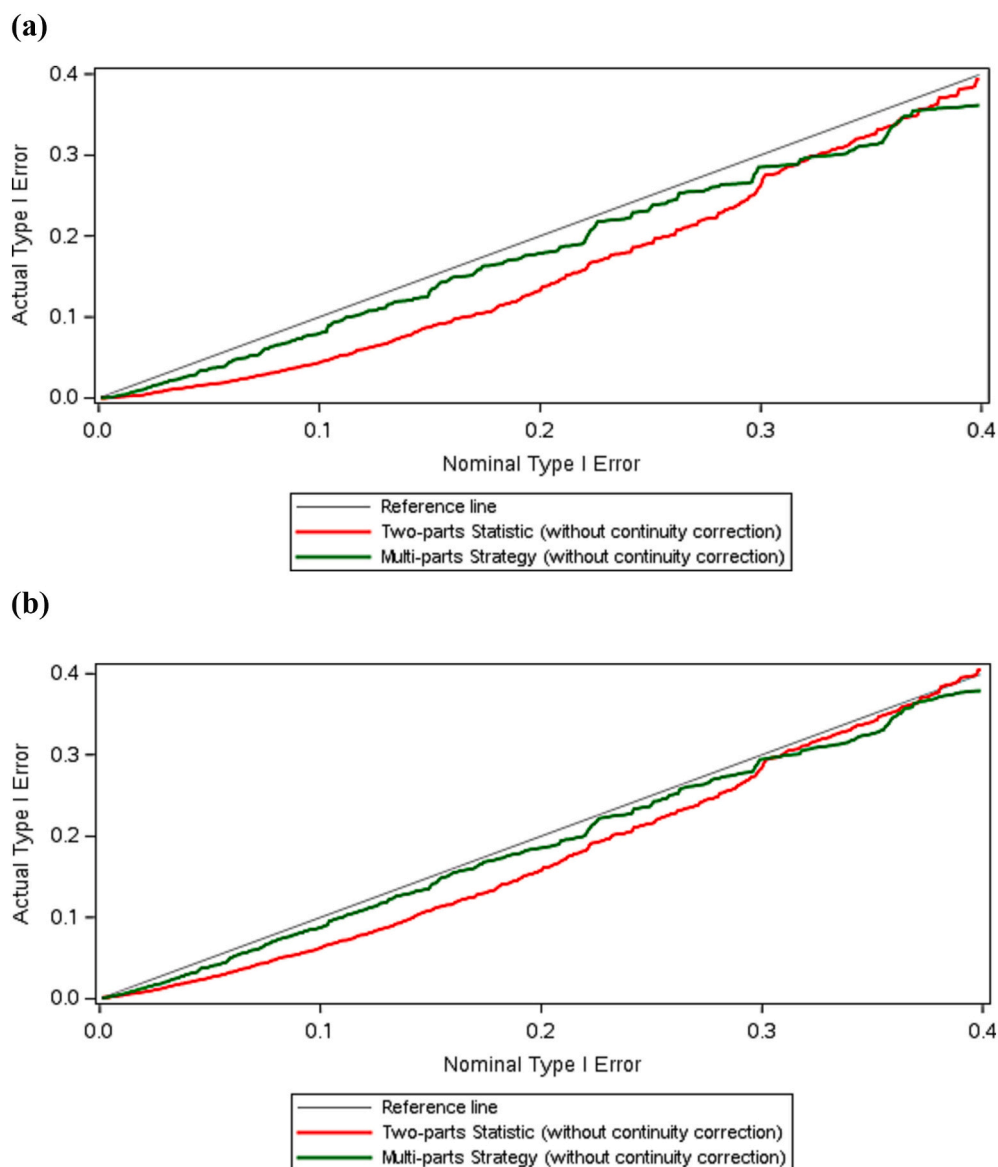 (a)
0.4
0.3
0.2
0.1
0.0
Actual Type I Error
0.0 0.1 0.2 0.3 0.4
Nominal Type I Error
Reference line
Two-parts Statistic (without continuity correction)
Multi-parts Strategy (without continuity correction)
(b)
0.4
0.3
0.2
0.1
0.0
Actual Type I Error
0.0 0.1 0.2 0.3 0.4
Nominal Type I Error
Reference line
Two-parts Statistic (without continuity correction)
Multi-parts Strategy (without continuity correction)